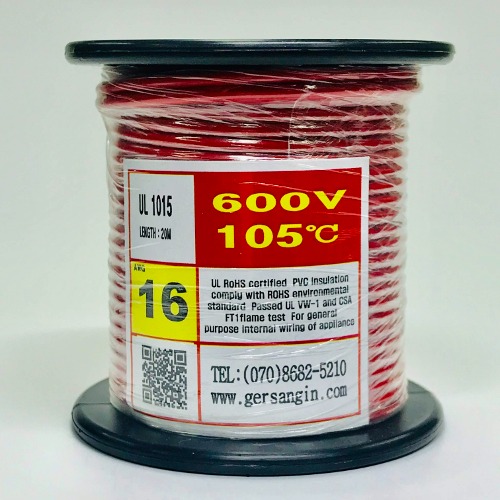 UL 1015
LENGTH : 20M
600V
105℃
AWG
16
UL RoHS certified PVC insulation
comply with ROHS environmental
standard Passed UL VW-1 and CSA
FT1flame test For general
purpose internal wiring of appliance
TEL:(070)8682-5210
www.gersangin.com